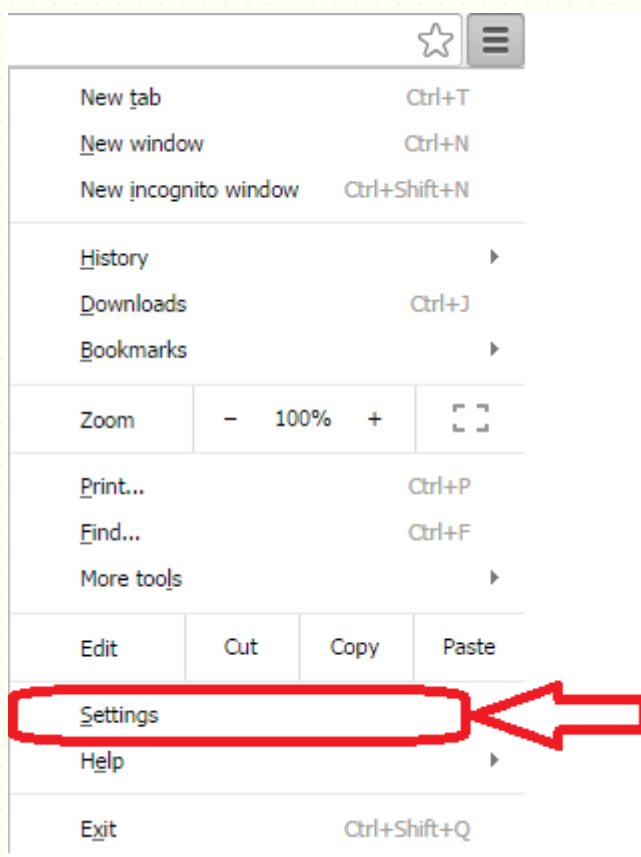 New tab Ctrl+T
New window Ctrl+N
New incognito window Ctrl+Shift+N
History
Downloads Ctrl+J
Bookmarks
Zoom − 100% +
Print... Ctrl+P
Find... Ctrl+F
More tools
Edit Cut Copy Paste
Settings
Help
Exit Ctrl+Shift+Q